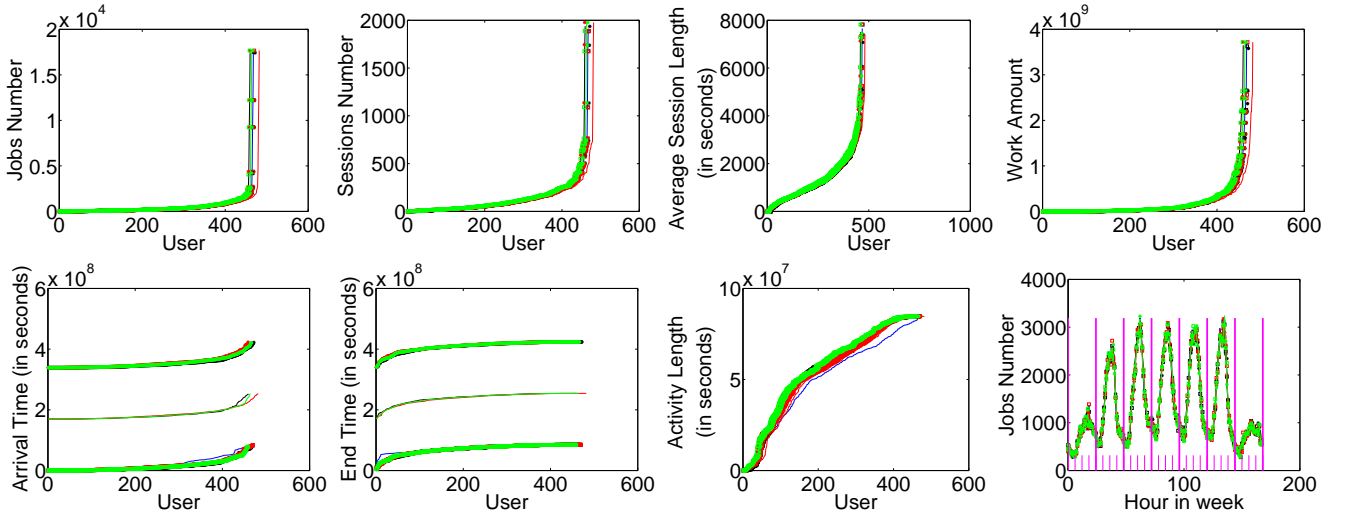 x 10^4
2
1.5
1
0.5
0
0 200 400 600
Jobs Number
User
2000
1500
1000
500
0
0 200 400 600
Sessions Number
User
8000
6000
4000
2000
0
0 500 1000
Average Session Length
(in seconds)
User
x 10^9
4
3
2
1
0
0 200 400 600
Work Amount
User
x 10^8
6
4
2
0
0 200 400 600
Arrival Time (in seconds)
User
x 10^8
6
4
2
0
0 200 400 600
End Time (in seconds)
User
x 10^7
10
5
0
0 200 400 600
Activity Length
(in seconds)
User
4000
3000
2000
1000
0
0 100 200
Jobs Number
Hour in week